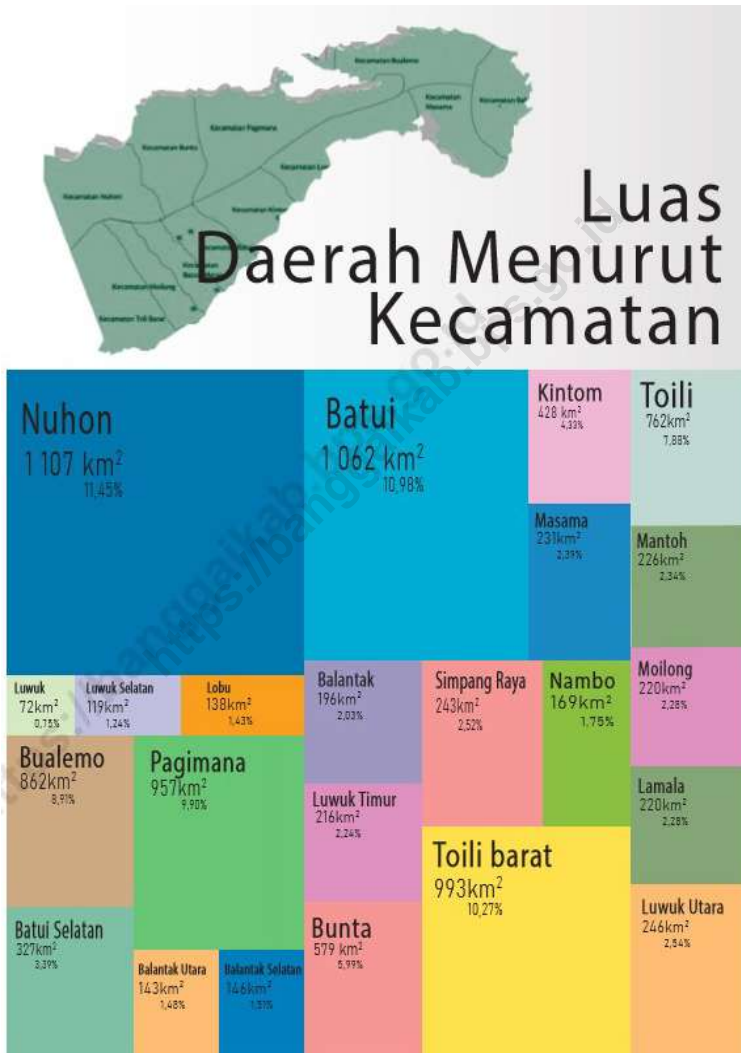 Kecamatan Bualemo
Kecamatan
Masama
Kecamatan Pagimana
Kecamatan Bunta
Kecamatan Nuhon
Kecamatan Moilong
Kecamatan Toili Barat
Luas
Daerah Menurut
Kecamatan
Nuhon
1 107 km²
11,45%
Batui
1 062 km²
10,98%
Kintom
428 km²
4,33%
Toili
762km²
7,88%
Masama
231km²
2,39%
Mantoh
226km²
2,34%
Luwuk
72km²
0,75%
Luwuk Selatan
119km²
1,24%
Lobu
138km²
1,43%
Balantak
196km²
2,03%
Simpang Raya
243km²
2,52%
Nambo
169km²
1,75%
Moilong
220km²
2,28%
Bualemo
862km²
8,91%
Pagimana
957km²
9,90%
Luwuk Timur
216km²
2,24%
Lamala
220km²
2,28%
Toili barat
993km²
10,27%
Batui Selatan
327km²
3,39%
Balantak Utara
143km²
1,48%
Balantak Selatan
146km²
1,51%
Bunta
579 km²
5,99%
Luwuk Utara
246km²
2,54%
https://banggaikab.bps.go.id